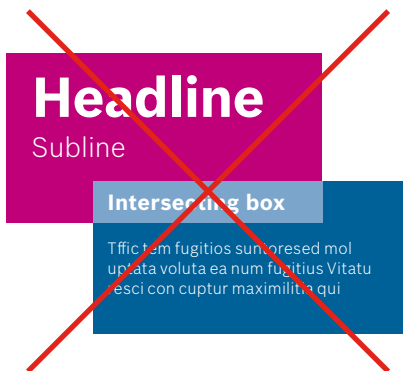 Headline
Subline
Intersecting box
Tffic tem fugitios suntoresed mol
uptata voluta ea num fugitius Vitatu
resci con cuptur maximilitia qui